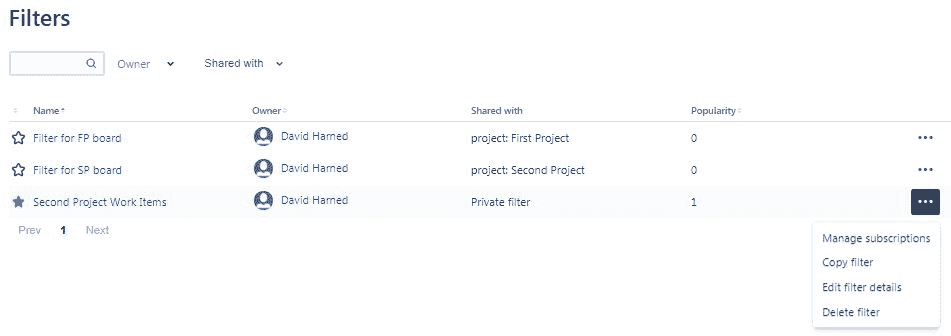 Filters
Owner Shared with
Name Owner Shared with Popularity
Filter for FP board David Harned project: First Project 0 •••
Filter for SP board David Harned project: Second Project 0 •••
Second Project Work Items David Harned Private filter 1 •••
Prev 1 Next
Manage subscriptions
Copy filter
Edit filter details
Delete filter